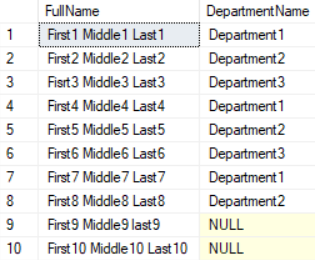 FullName DepartmentName
1 First1 Middle1 Last1 Department1
2 First2 Middle2 Last2 Department2
3 Fisrt3 Middle3 Last3 Department3
4 First4 Middle4 Last4 Department1
5 First5 Middle5 Last5 Department2
6 First6 Middle6 Last6 Department3
7 First7 Middle7 Last7 Department1
8 First8 Middle8 Last8 Department2
9 First9 Middle9 last9 NULL
10 First10 Middle10 Last10 NULL